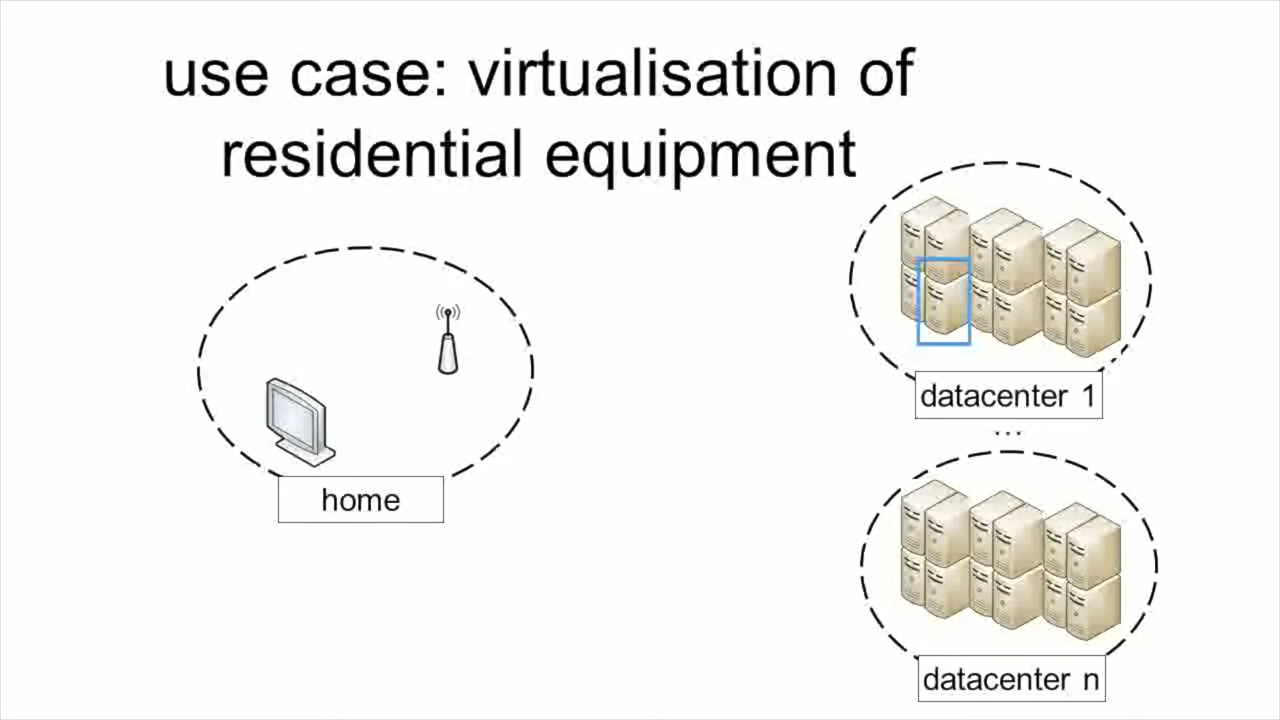 use case: virtualisation of
residential equipment
home
datacenter 1
...
datacenter n